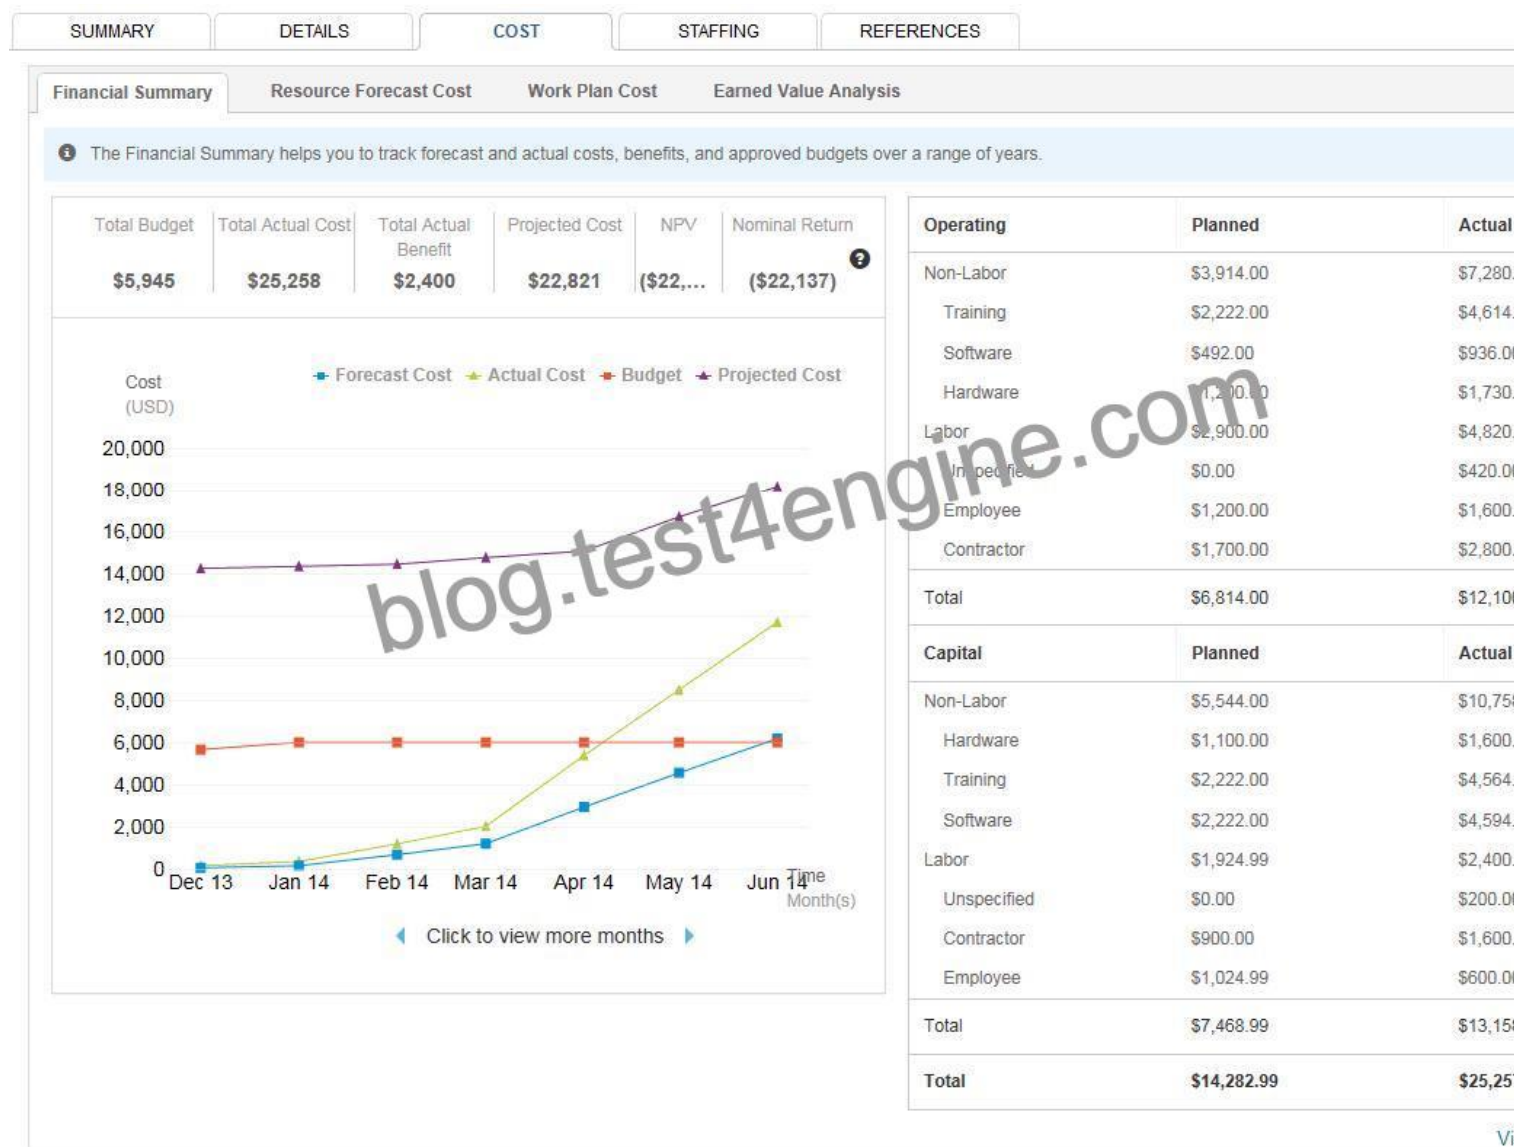 SUMMARY DETAILS COST STAFFING REFERENCES
Financial Summary Resource Forecast Cost Work Plan Cost Earned Value Analysis
The Financial Summary helps you to track forecast and actual costs, benefits, and approved budgets over a range of years.
Total Budget Total Actual Cost Total Actual Benefit Projected Cost NPV Nominal Return
$5,945 $25,258 $2,400 $22,821 ($22,... ($22,137)
Cost
(USD)
Forecast Cost Actual Cost Budget Projected Cost
20,000
18,000
16,000
14,000
12,000
10,000
8,000
6,000
4,000
2,000
0
Dec 13 Jan 14 Feb 14 Mar 14 Apr 14 May 14 Jun 14
Time
Month(s)
Click to view more months
Operating Planned Actual
Non-Labor $3,914.00 $7,280.
Training $2,222.00 $4,614.
Software $492.00 $936.0
Hardware $1,200.00 $1,730.
Labor $2,900.00 $4,820.
Unspecified $0.00 $420.0
Employee $1,200.00 $1,600.
Contractor $1,700.00 $2,800.
Total $6,814.00 $12,10
Capital Planned Actual
Non-Labor $5,544.00 $10,75
Hardware $1,100.00 $1,600.
Training $2,222.00 $4,564.
Software $2,222.00 $4,594.
Labor $1,924.99 $2,400.
Unspecified $0.00 $200.0
Contractor $900.00 $1,600.
Employee $1,024.99 $600.0
Total $7,468.99 $13,15
Total $14,282.99 $25,25
Vi
blog.test4engine.com